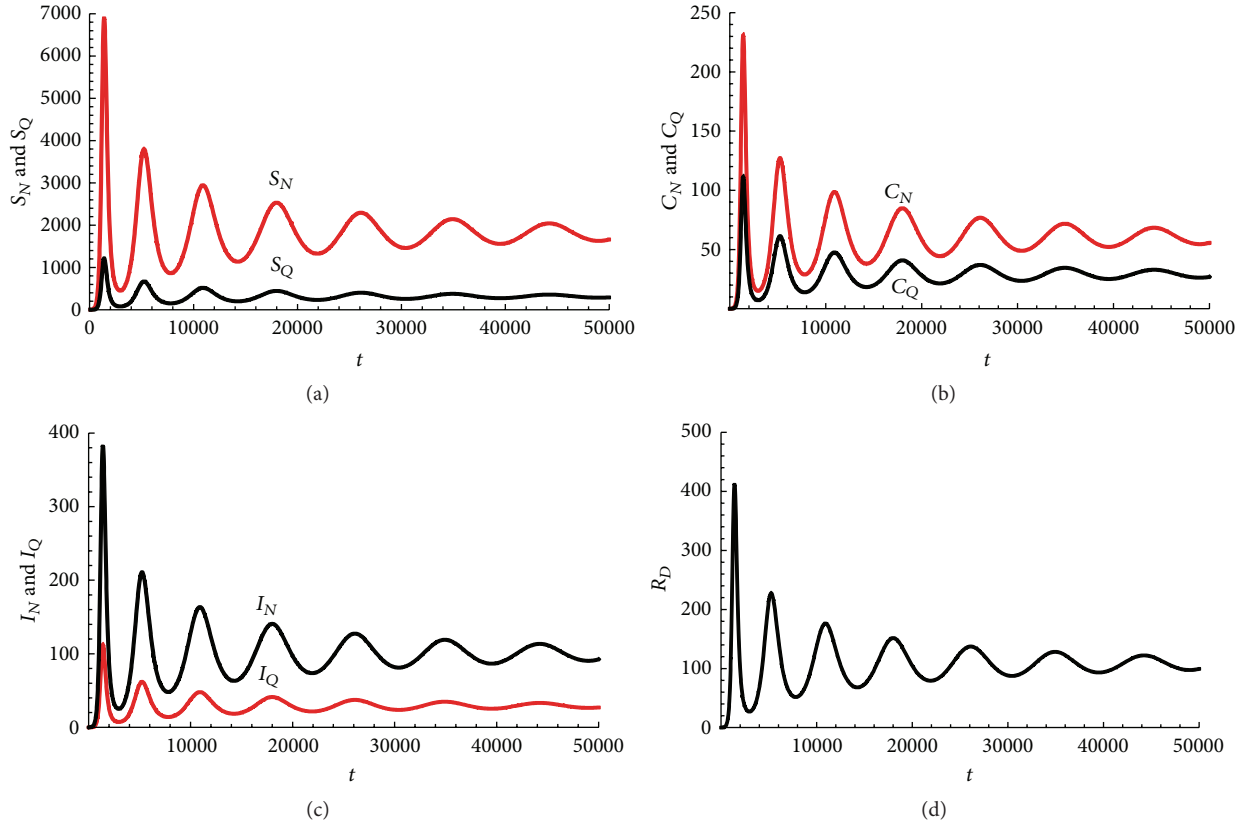 7000
6000
5000
4000
3000
2000
1000
0
S_N and S_Q
S_N
S_Q
0 10000 20000 30000 40000 50000
t
(a)
250
200
150
100
50
C_N and C_Q
C_N
C_Q
10000 20000 30000 40000 50000
t
(b)
400
300
200
100
0
I_N and I_Q
I_N
I_Q
10000 20000 30000 40000 50000
t
(c)
500
400
300
200
100
0
R_D
10000 20000 30000 40000 50000
t
(d)